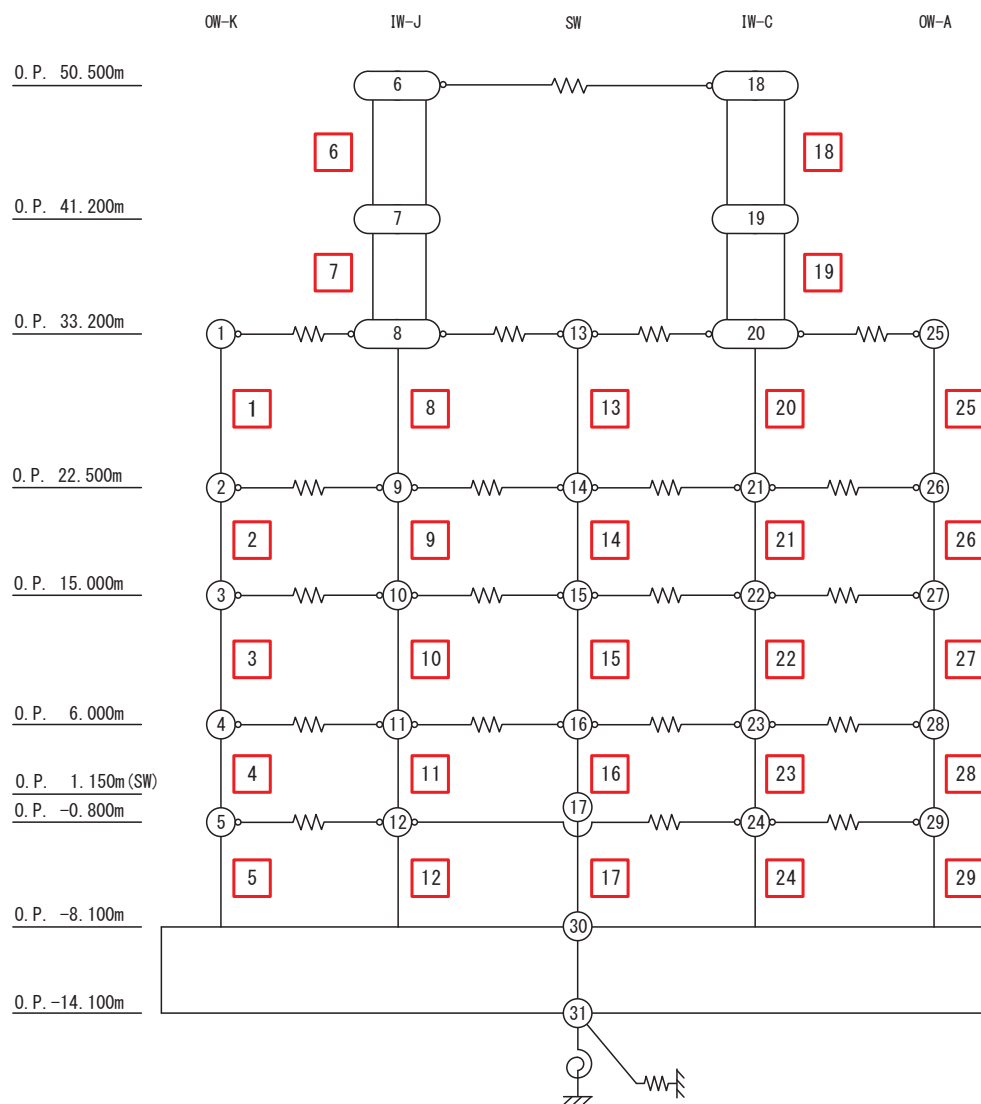 OW-K IW-J SW IW-C OW-A
O.P. 50.500m 6 18
6 18
O.P. 41.200m 7 19
7 19
O.P. 33.200m 1 8 13 20 25
1 8 13 20 25
O.P. 22.500m 2 9 14 21 26
2 9 14 21 26
O.P. 15.000m 3 10 15 22 27
3 10 15 22 27
O.P. 6.000m 4 11 16 23 28
4 11 16 23 28
O.P. 1.150m(SW) 17
O.P. -0.800m 5 12 24 29
5 12 17 24 29
O.P. -8.100m 30
O.P.-14.100m 31